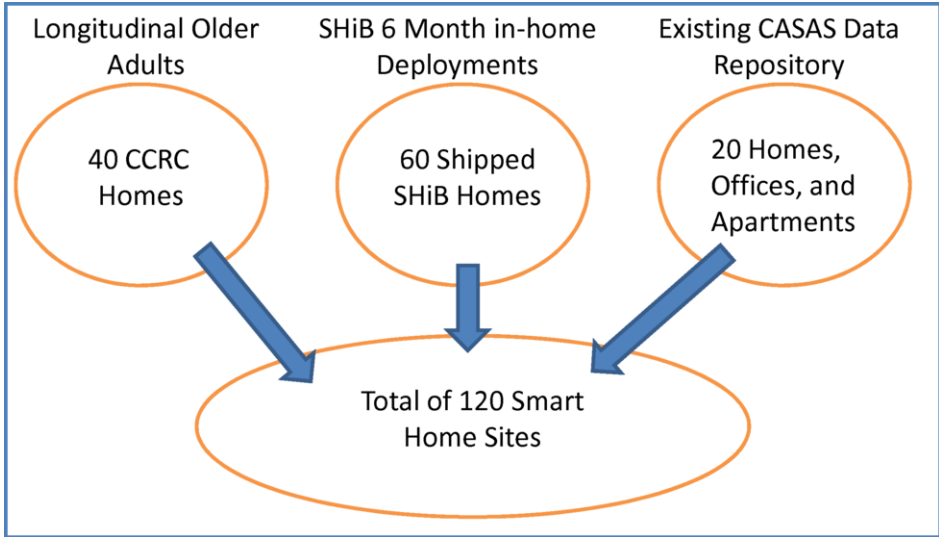 Longitudinal Older
Adults
SHiB 6 Month in-home
Deployments
Existing CASAS Data
Repository
40 CCRC
Homes
60 Shipped
SHiB Homes
20 Homes,
Offices, and
Apartments
Total of 120 Smart
Home Sites